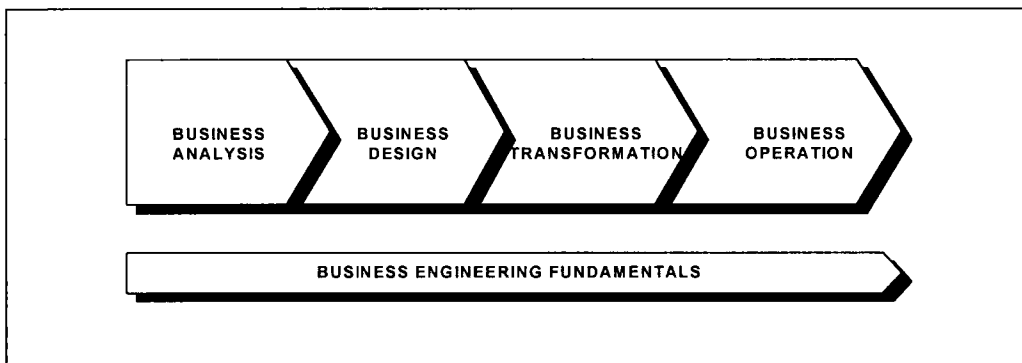 BUSINESS
ANALYSIS
BUSINESS
DESIGN
BUSINESS
TRANSFORMATION
BUSINESS
OPERATION
BUSINESS ENGINEERING FUNDAMENTALS